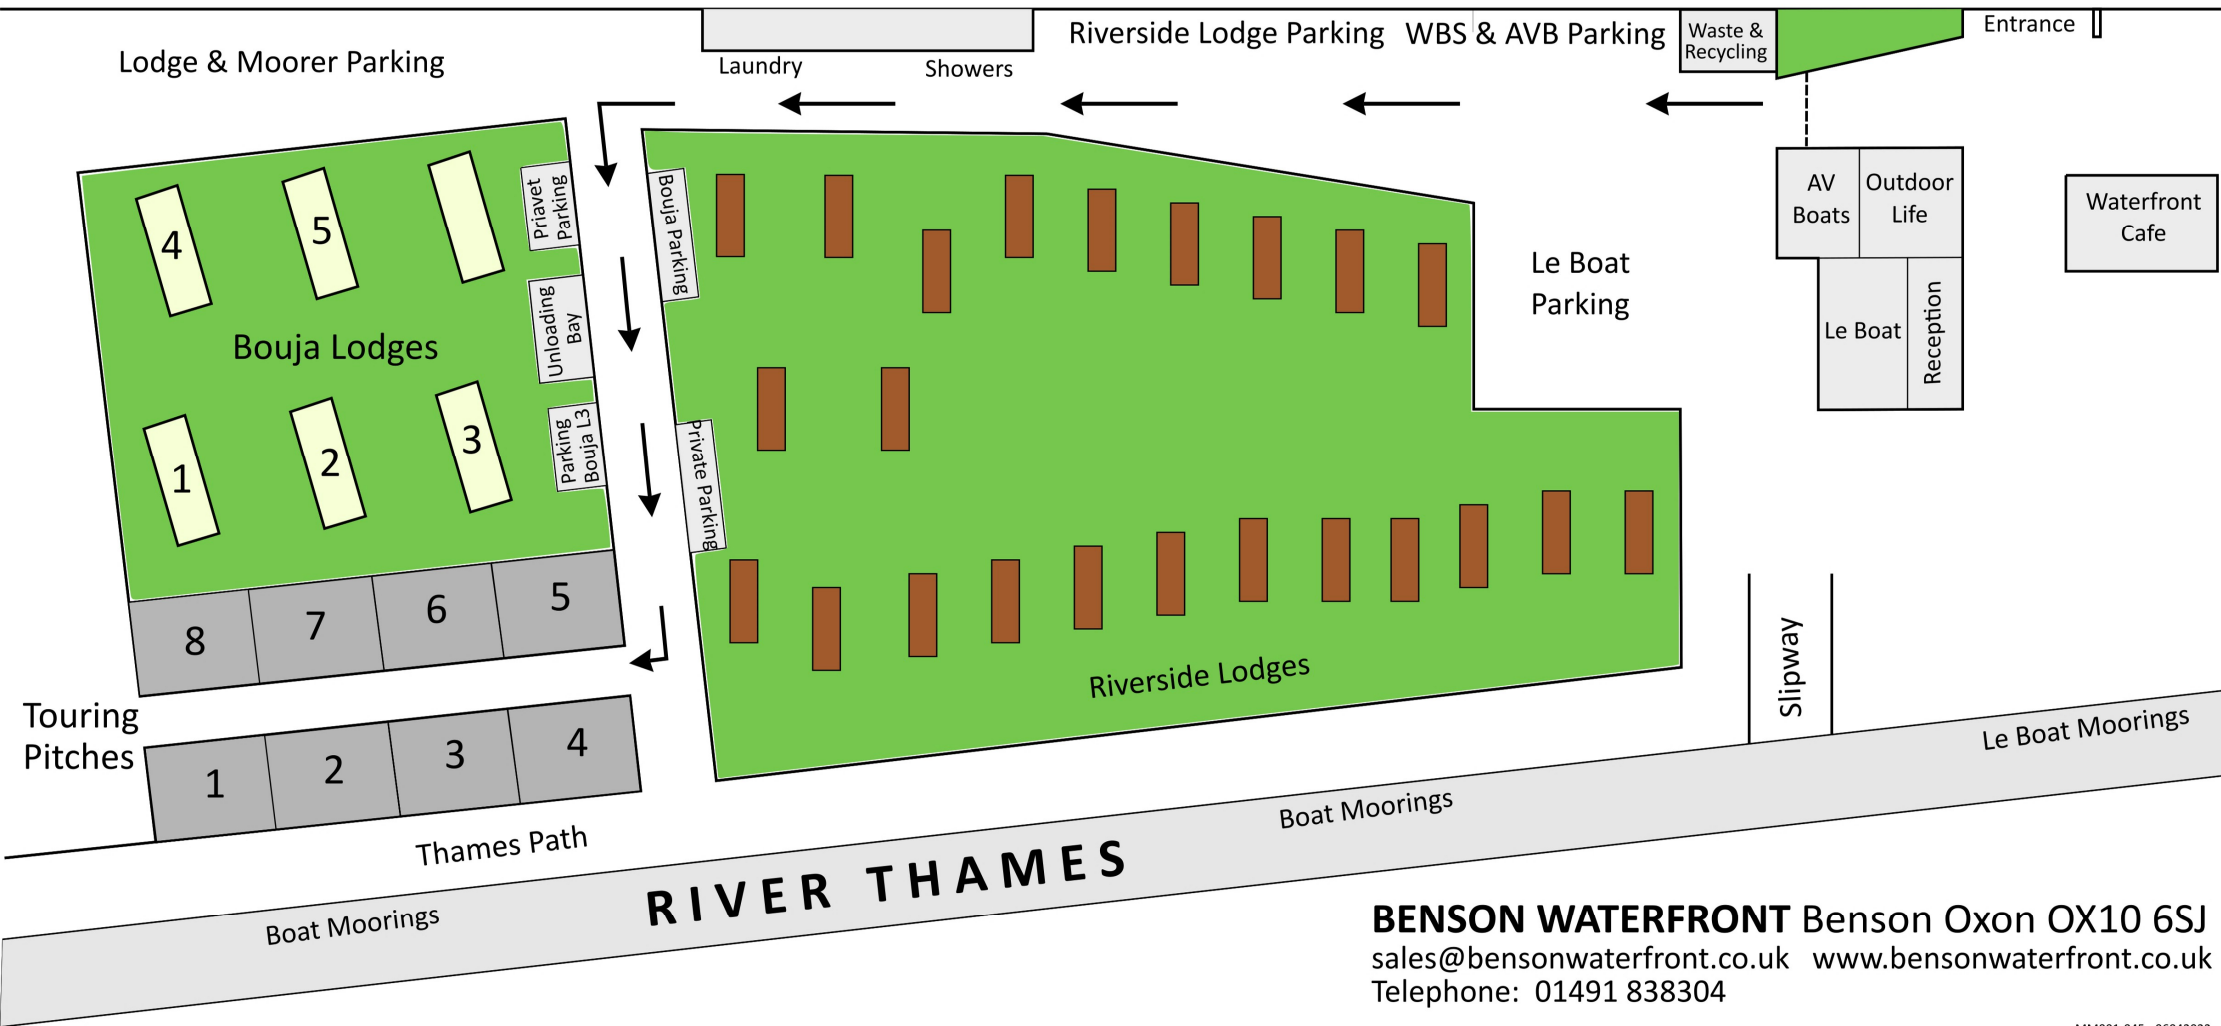 Lodge & Moorer Parking
Laundry
Showers
Riverside Lodge Parking
WBS & AVB Parking
Waste &
Recycling
Entrance
4
5
Priavet
Parking
Bouja Parking
AV
Boats
Outdoor
Life
Waterfront
Cafe
Bouja Lodges
Unloading
Bay
Le Boat
Parking
Le Boat
Reception
1
2
3
Parking
Bouja L3
Private Parking
8
7
6
5
Riverside Lodges
Slipway
Touring
Pitches
1
2
3
4
Le Boat Moorings
Boat Moorings
Thames Path
RIVER THAMES
Boat Moorings
BENSON WATERFRONT Benson Oxon OX10 6SJ
sales@bensonwaterfront.co.uk www.bensonwaterfront.co.uk
Telephone: 01491 838304